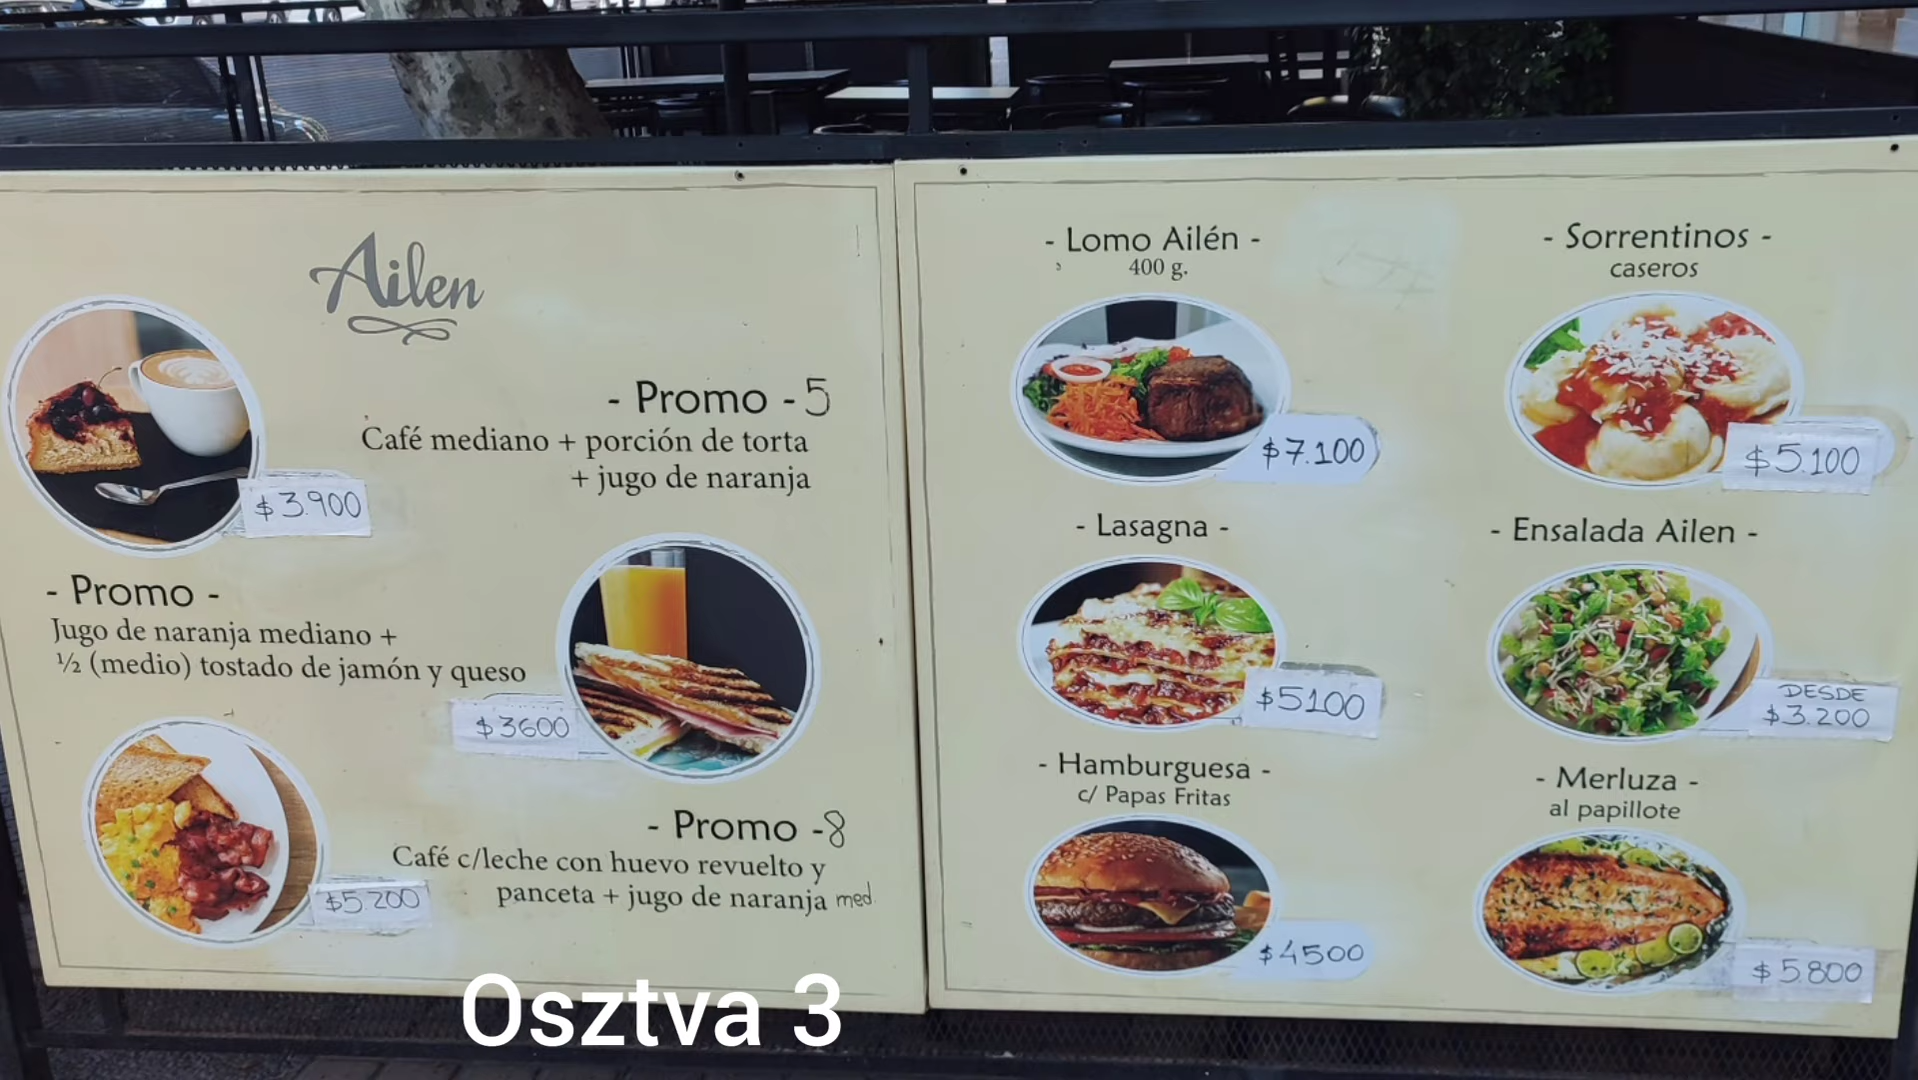 Ailen
- Promo - 5
Café mediano + porción de torta
+ jugo de naranja
$3.900
- Promo -
Jugo de naranja mediano +
½ (medio) tostado de jamón y queso
$3600
- Promo -8
Café c/leche con huevo revuelto y
panceta + jugo de naranja med.
$5.200
- Lomo Ailén -
400 g.
$7.100
- Sorrentinos -
caseros
$5.100
- Lasagna -
$5100
- Ensalada Ailen -
DESDE
$3.200
- Hamburguesa -
c/ Papas Fritas
$4500
- Merluza -
al papillote
$5.800
Osztva 3